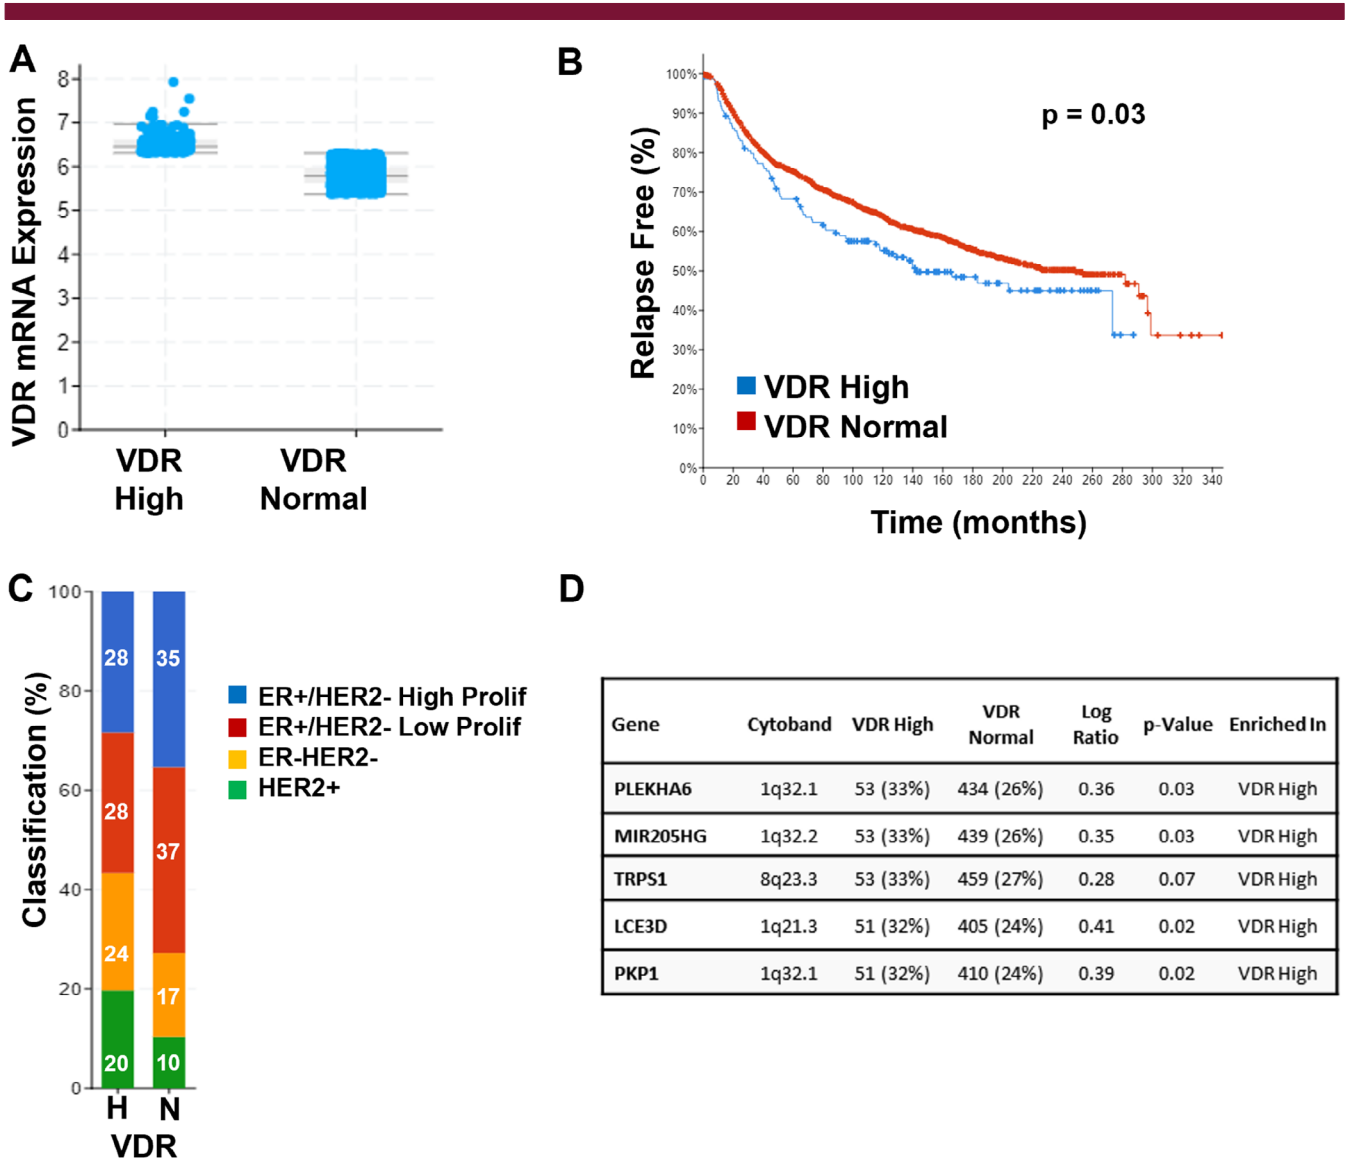 A
8
7
6
5
4
3
2
1
0
VDR mRNA Expression
VDR
High
VDR
Normal
B
100%
90%
80%
70%
60%
50%
40%
30%
20%
10%
0%
Relapse Free (%)
p = 0.03
VDR High
VDR Normal
0 20 40 60 80 100 120 140 160 180 200 220 240 260 280 300 320 340
Time (months)
C
100
80
60
40
20
0
Classification (%)
28 35
28 37
24 17
20 10
H N
VDR
ER+/HER2- High Prolif
ER+/HER2- Low Prolif
ER-HER2-
HER2+
D
Gene Cytoband VDR High VDR Normal Log Ratio p-Value Enriched In
PLEKHA6 1q32.1 53 (33%) 434 (26%) 0.36 0.03 VDR High
MIR205HG 1q32.2 53 (33%) 439 (26%) 0.35 0.03 VDR High
TRPS1 8q23.3 53 (33%) 459 (27%) 0.28 0.07 VDR High
LCE3D 1q21.3 51 (32%) 405 (24%) 0.41 0.02 VDR High
PKP1 1q32.1 51 (32%) 410 (24%) 0.39 0.02 VDR High